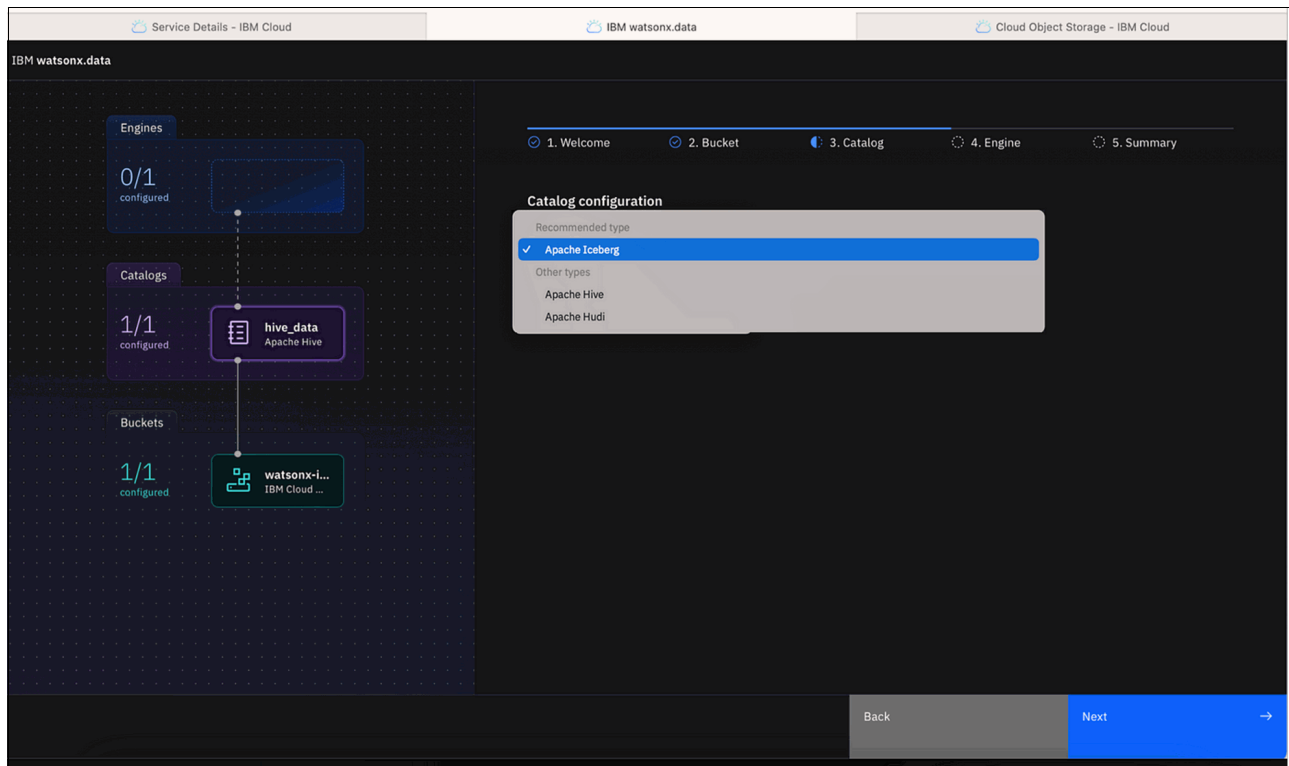 Service Details - IBM Cloud
IBM watsonx.data
Cloud Object Storage - IBM Cloud
IBM watsonx.data
Engines
0/1
configured
Catalogs
1/1
configured
hive_data
Apache Hive
Buckets
1/1
configured
watsonx-i...
IBM Cloud ...
1. Welcome
2. Bucket
3. Catalog
4. Engine
5. Summary
Catalog configuration
Recommended type
✓ Apache Iceberg
Other types
Apache Hive
Apache Hudi
Back
Next →